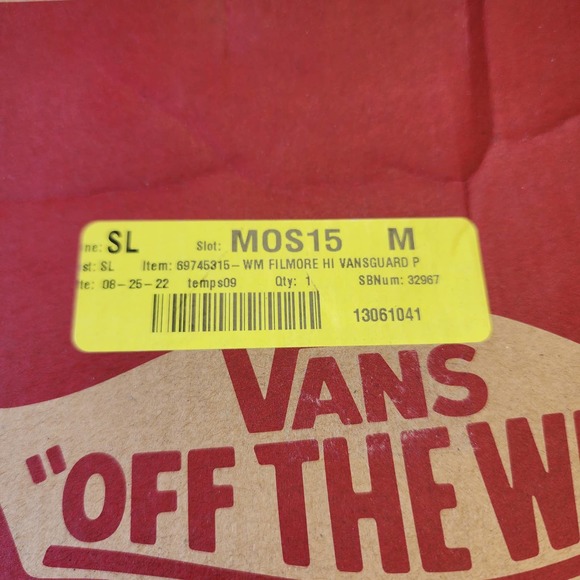 ne: SL Slot: MOS15 M
st: SL Item: 69745315-WM FILMORE HI VANSGUARD P
te: 08-25-22 temps09 Qty: 1 SBNum: 32967
13061041
VANS
"OFF THE W